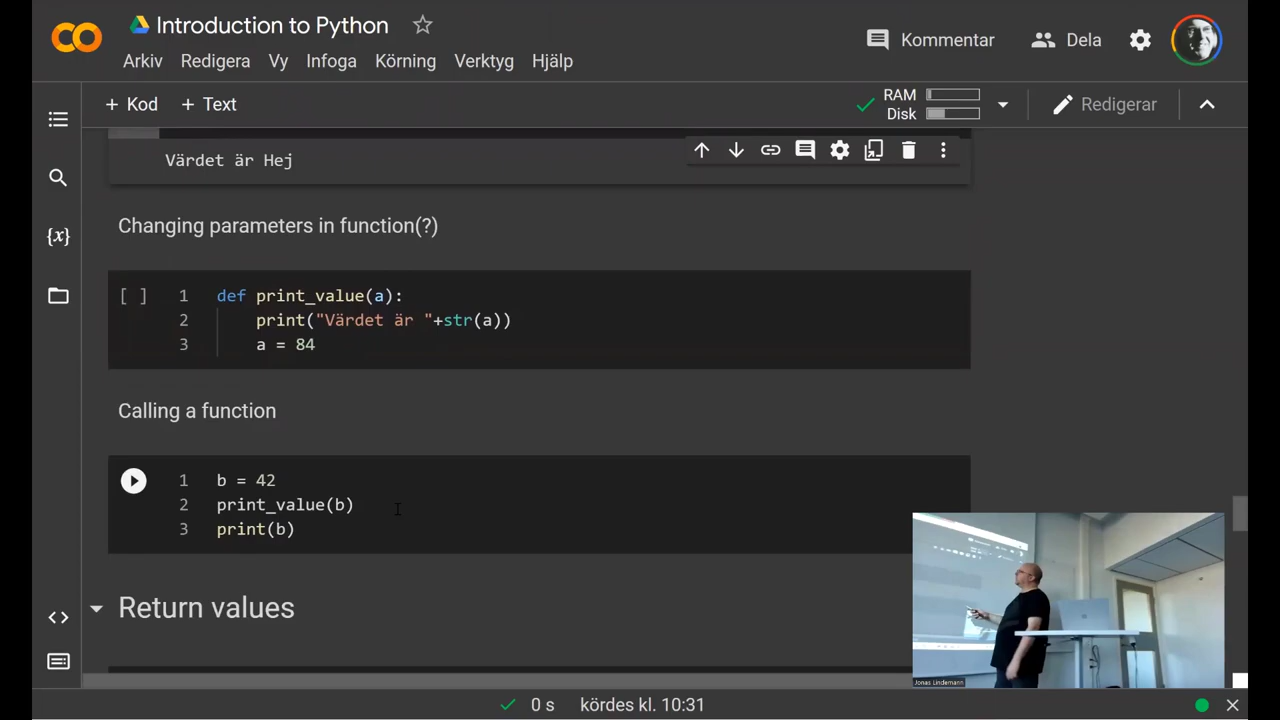 Introduction to Python
Arkiv Redigera Vy Infoga Körning Verktyg Hjälp
Kommentar
Dela
+ Kod + Text
RAM
Disk
Redigerar
Värdet är Hej
Changing parameters in function(?)
[ ]
1 def print_value(a):
2 print("Värdet är "+str(a))
3 a = 84
Calling a function
1 b = 42
2 print_value(b)
3 print(b)
Return values
{x}
Jonas Lindemann
0 s kördes kl. 10:31